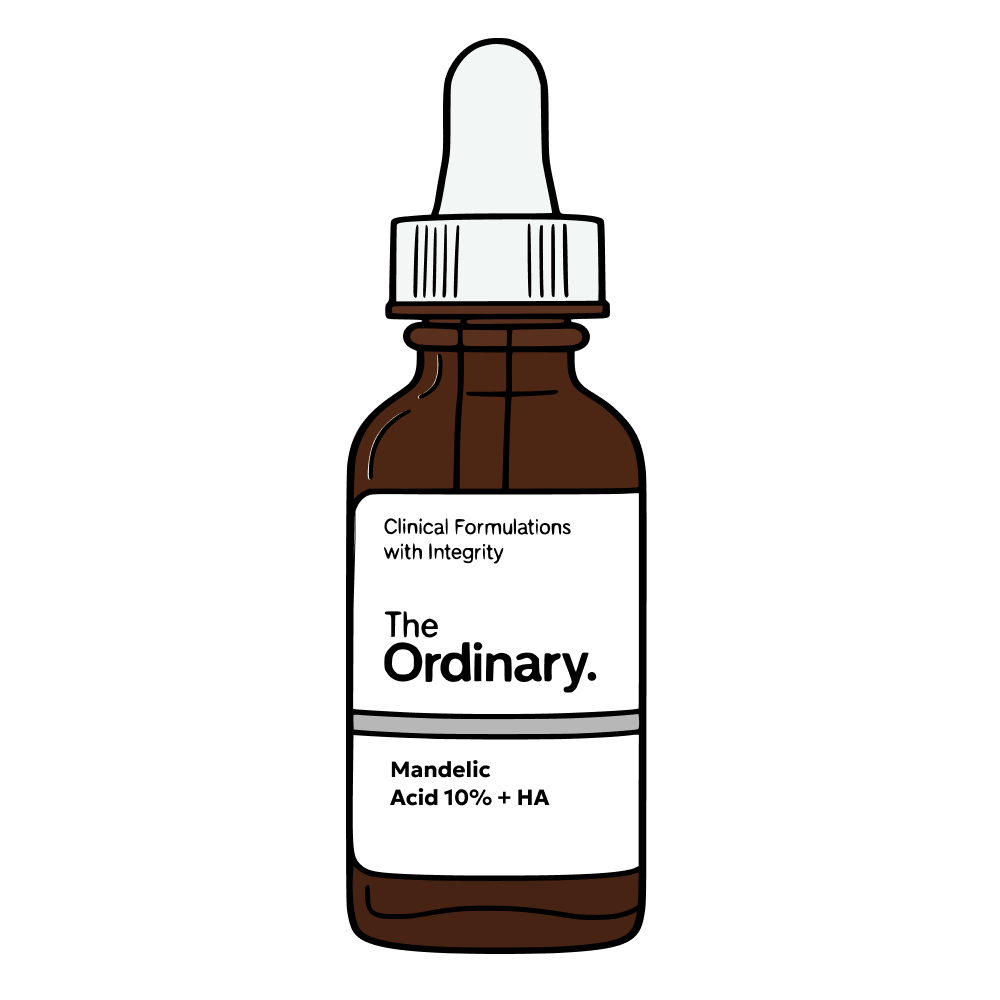 Clinical Formulations
with Integrity
The
Ordinary.
Mandelic
Acid 10% + HA